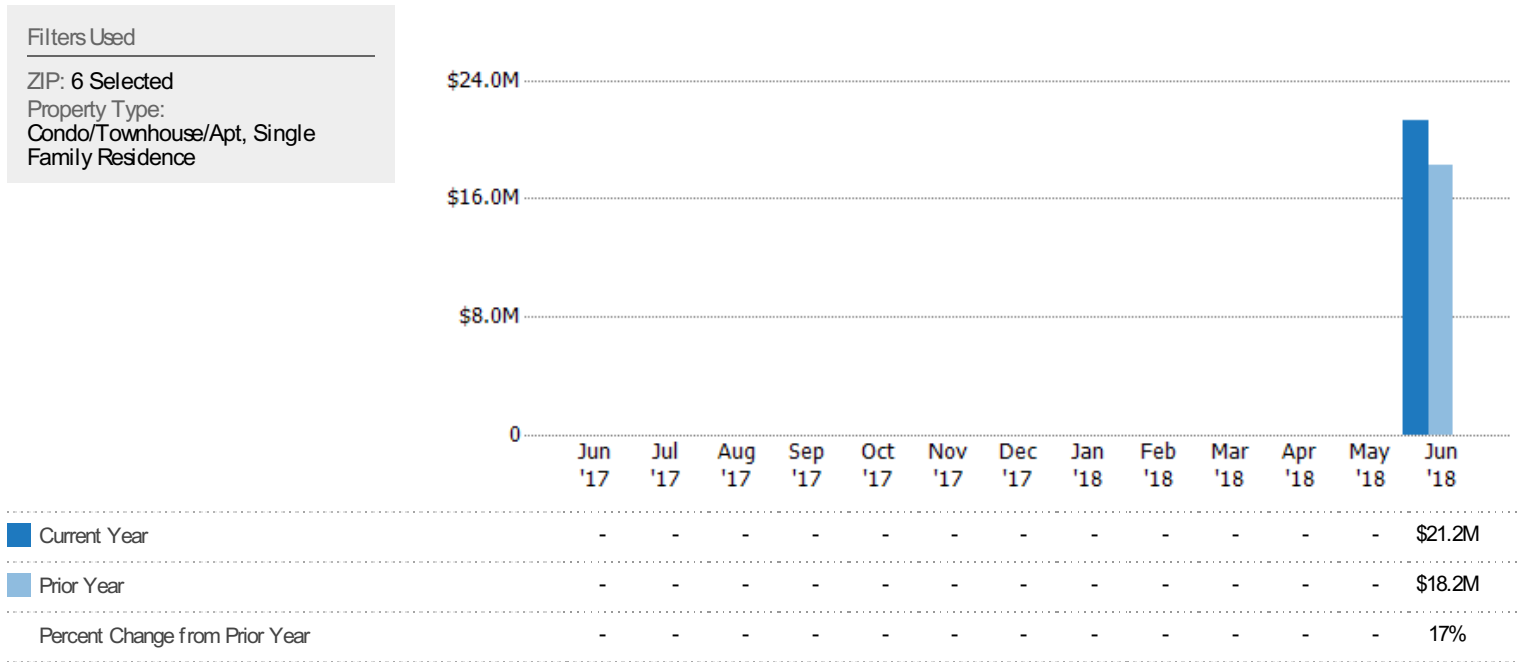 Filters Used
ZIP: 6 Selected
Property Type:
Condo/Townhouse/Apt, Single
Family Residence
$24.0M
$16.0M
$8.0M
0
Jun Jul Aug Sep Oct Nov Dec Jan Feb Mar Apr May Jun
'17 '17 '17 '17 '17 '17 '17 '18 '18 '18 '18 '18 '18
Current Year - - - - - - - - - - - - $21.2M
Prior Year - - - - - - - - - - - - $18.2M
Percent Change from Prior Year - - - - - - - - - - - - 17%